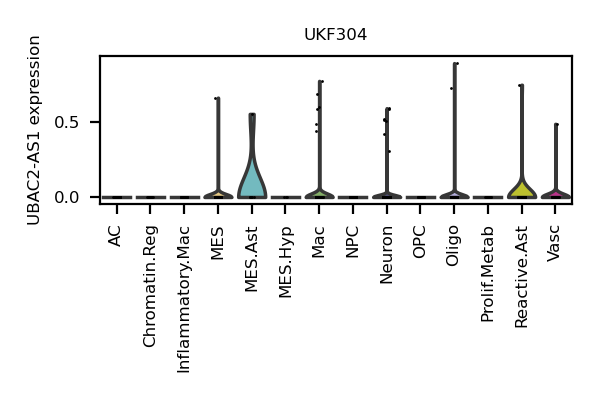 UKF304
UBAC2-AS1 expression
0.5
0.0
AC
Chromatin.Reg
Inflammatory.Mac
MES
MES.Ast
MES.Hyp
Mac
NPC
Neuron
OPC
Oligo
Prolif.Metab
Reactive.Ast
Vasc